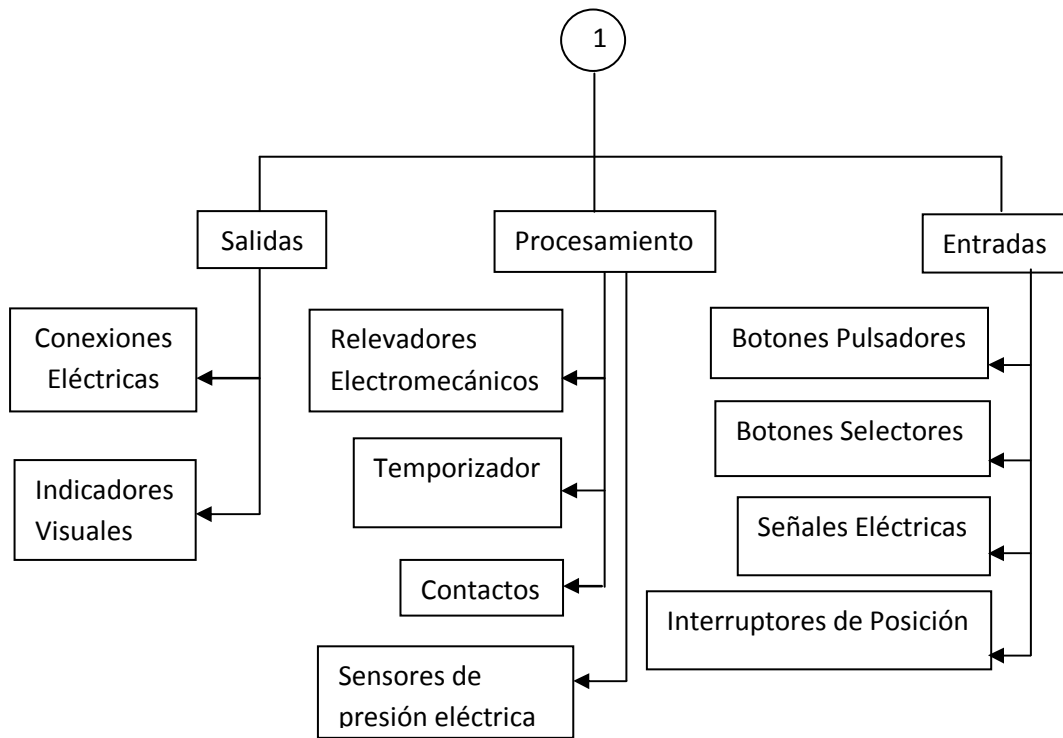 1
Salidas
Procesamiento
Entradas
Conexiones
Eléctricas
Indicadores
Visuales
Relevadores
Electromecánicos
Temporizador
Contactos
Sensores de
presión eléctrica
Botones Pulsadores
Botones Selectores
Señales Eléctricas
Interruptores de Posición